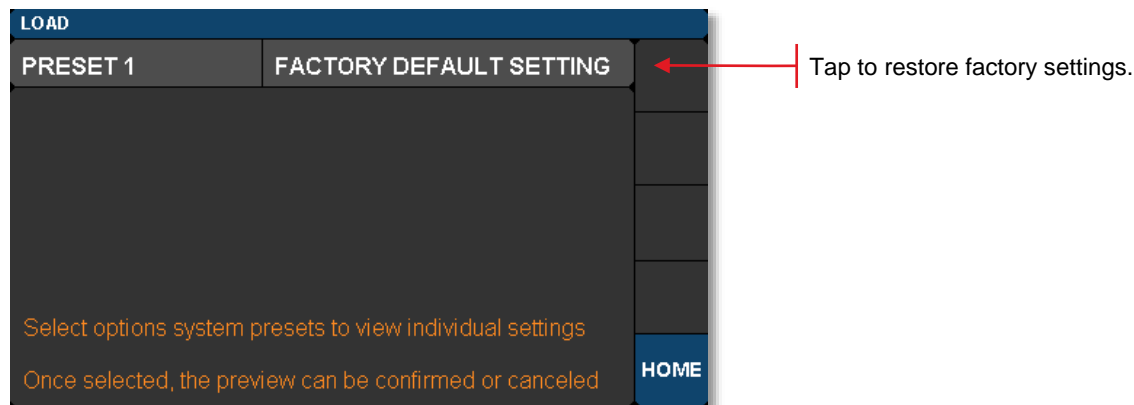 LOAD
PRESET 1 FACTORY DEFAULT SETTING
Tap to restore factory settings.
Select options system presets to view individual settings
Once selected, the preview can be confirmed or canceled
HOME